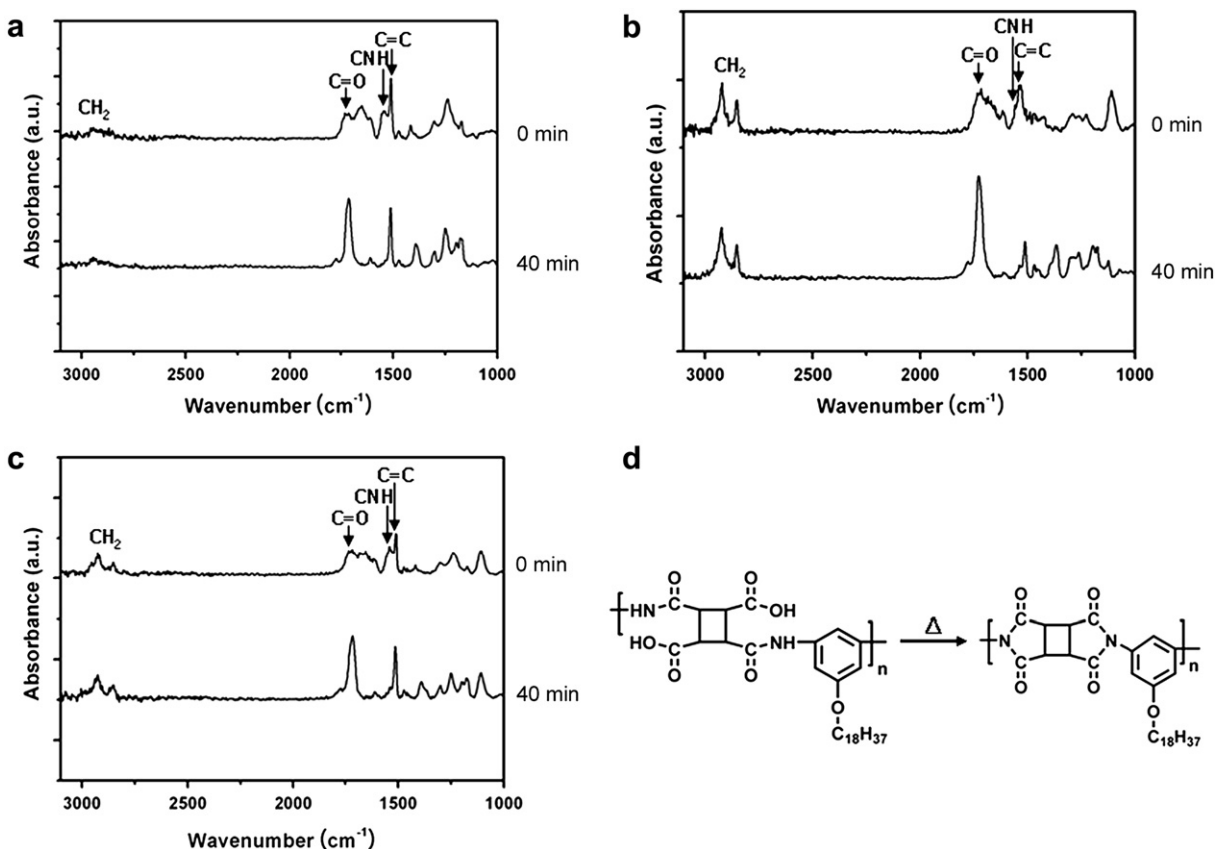 a
C=C
CNH
C=O
CH2
0 min
40 min
Absorbance (a.u.)
3000 2500 2000 1500 1000
Wavenumber (cm-1)
b
CNH
C=O
C=C
CH2
0 min
40 min
Absorbance (a.u.)
3000 2500 2000 1500 1000
Wavenumber (cm-1)
c
C=C
CNH
C=O
CH2
0 min
40 min
Absorbance (a.u.)
3000 2500 2000 1500 1000
Wavenumber (cm-1)
d
O O
C C
HN OH
HO NH
C C
O O
n
O
C18H37
Δ
O O
C C
N N
C C
O O
n
O
C18H37